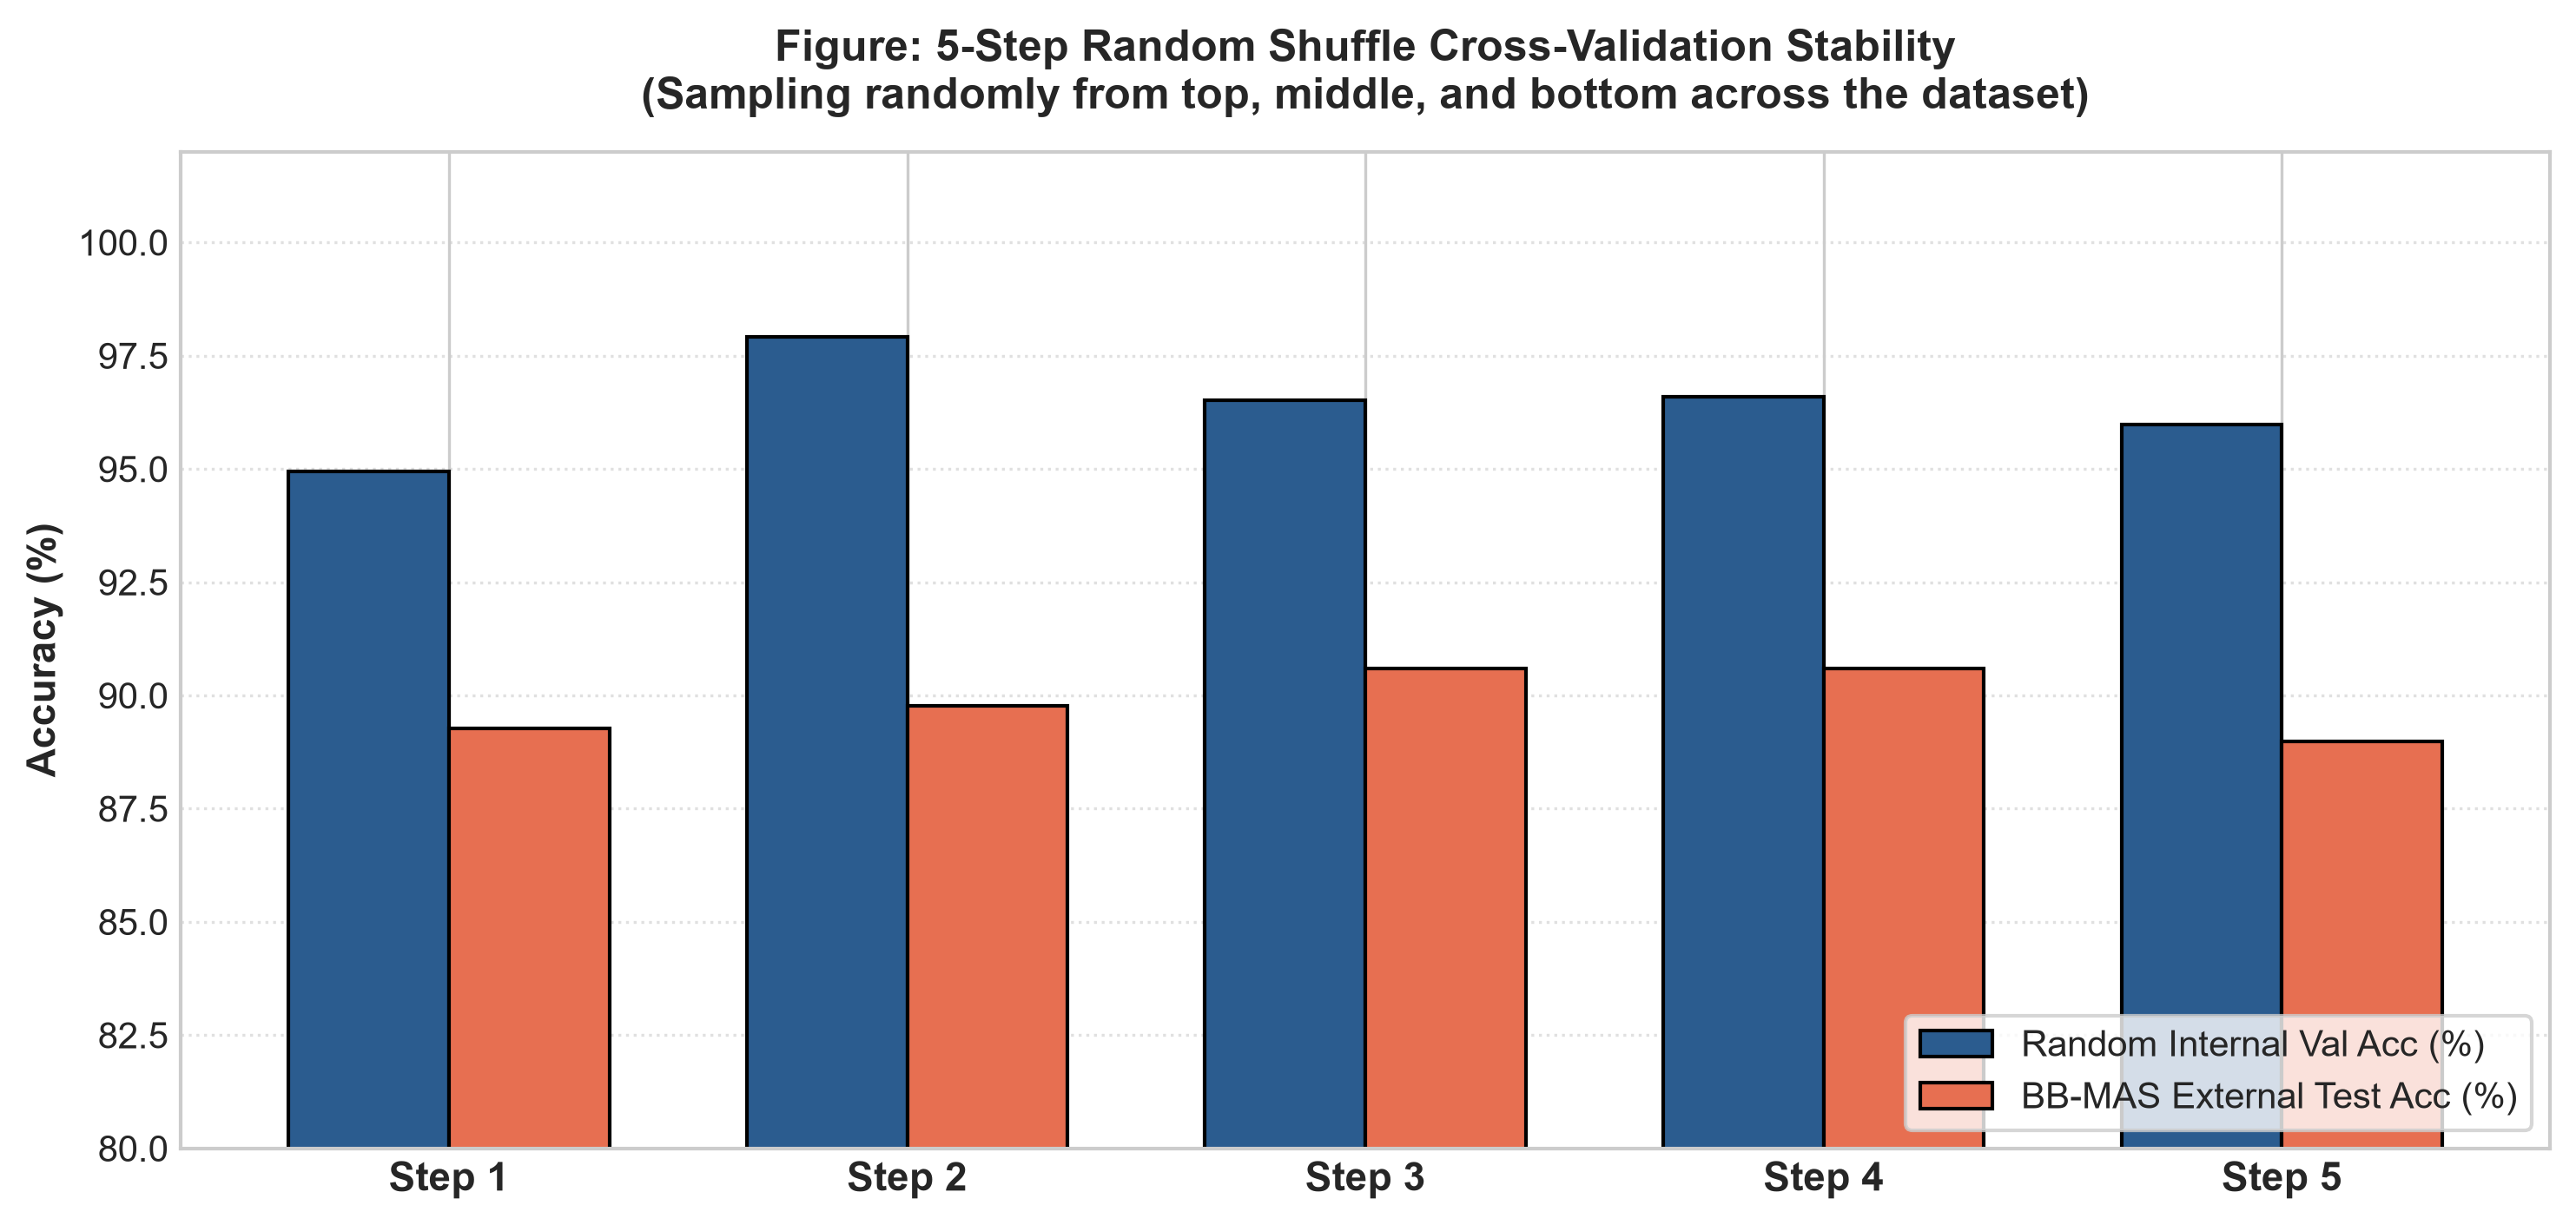 Figure: 5-Step Random Shuffle Cross-Validation Stability
(Sampling randomly from top, middle, and bottom across the dataset)
Accuracy (%)
100.0
97.5
95.0
92.5
90.0
87.5
85.0
82.5
80.0
Random Internal Val Acc (%)
BB-MAS External Test Acc (%)
Step 1 Step 2 Step 3 Step 4 Step 5